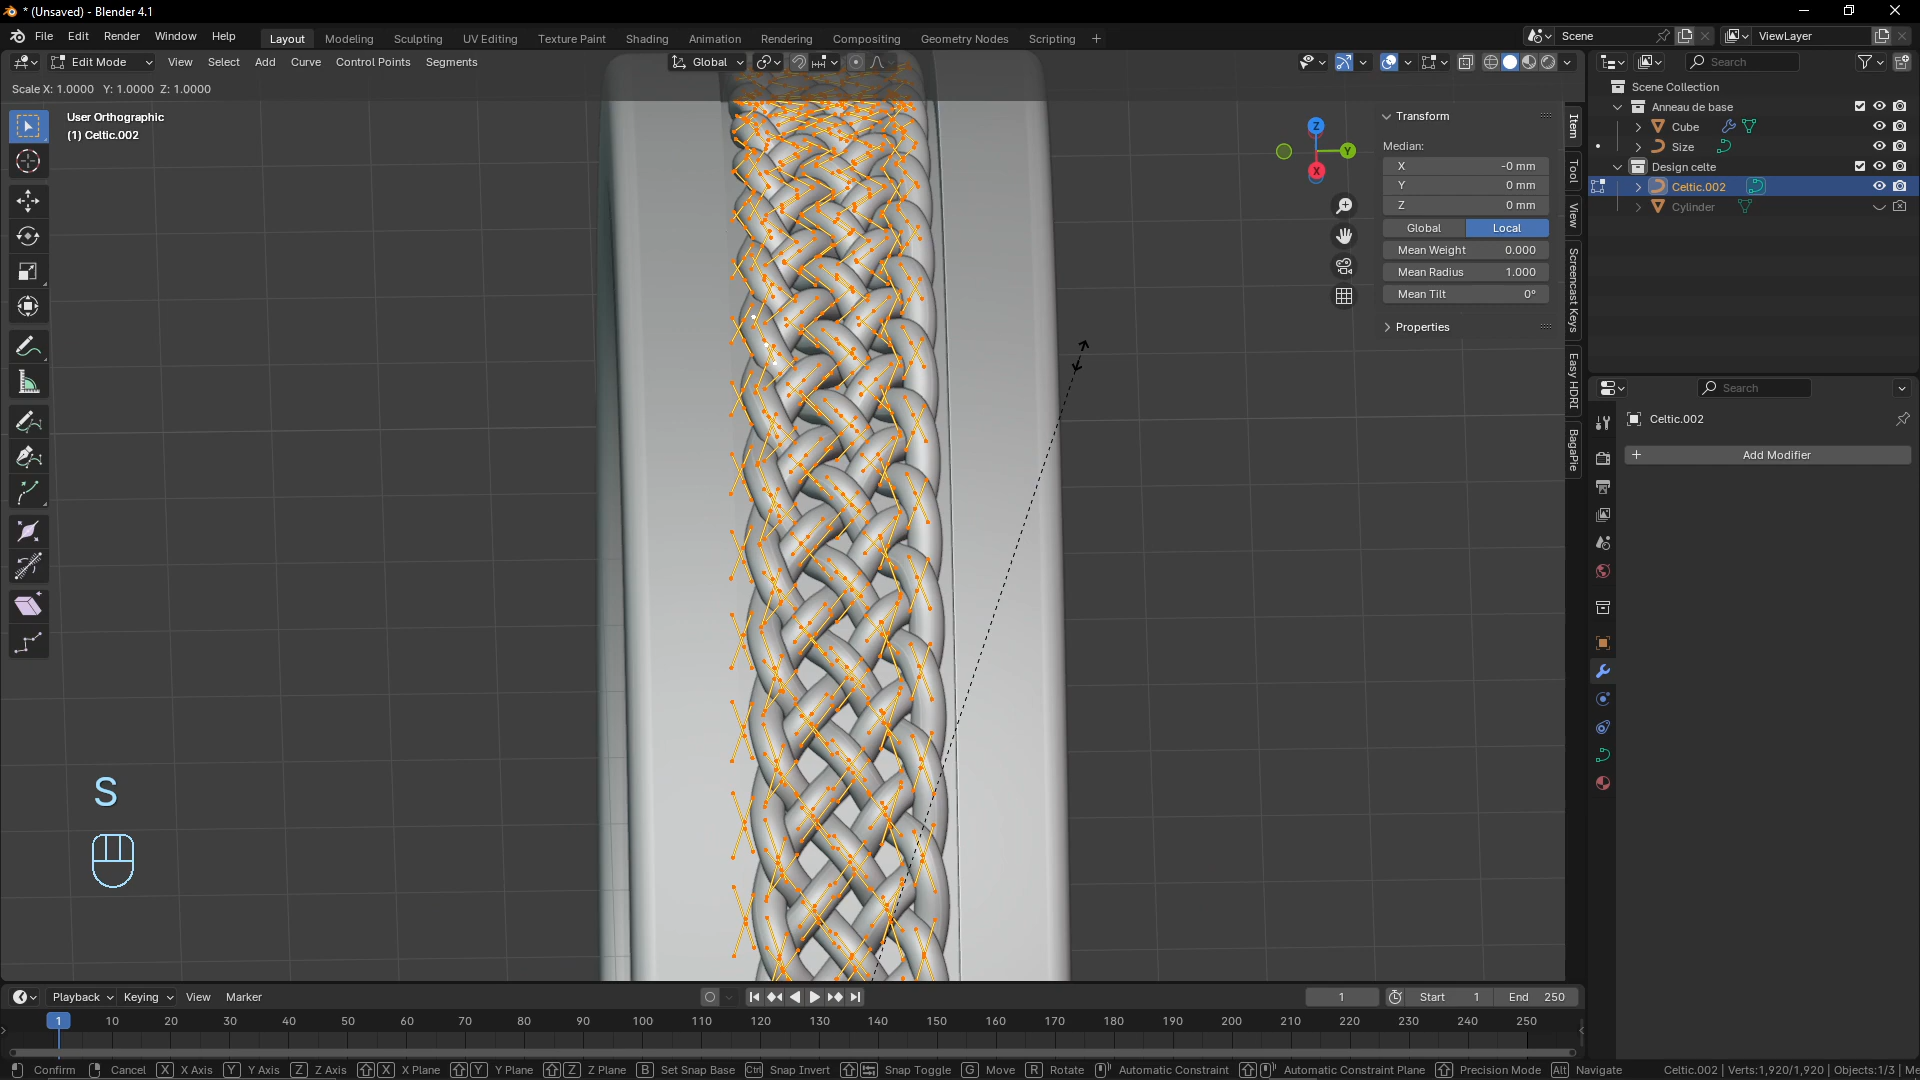 * (Unsaved) - Blender 4.1
File Edit Render Window Help
Layout Modeling Sculpting UV Editing Texture Paint Shading Animation Rendering Compositing Geometry Nodes Scripting +
Scene
ViewLayer
Edit Mode View Select Add Curve Control Points Segments
Global
Search
Scale X: 1.0000 Y: 1.0000 Z: 1.0000
User Orthographic
(1) Celtic.002
Z
Y
X
Transform
Median:
X -0 mm
Y 0 mm
Z 0 mm
Global Local
Mean Weight 0.000
Mean Radius 1.000
Mean Tilt 0°
Properties
Item
Tool
View
Screencast Keys
Easy HDRI
BagaPie
Scene Collection
Anneau de base
Cube
Size
Design celte
Celtic.002
Cylinder
Search
Celtic.002
+ Add Modifier
S
Playback Keying View Marker
1
Start 1
End 250
1 10 20 30 40 50 60 70 80 90 100 110 120 130 140 150 160 170 180 190 200 210 220 230 240 250
Confirm Cancel X X Axis Y Y Axis Z Z Axis X X Plane Y Y Plane Z Z Plane B Set Snap Base Ctrl Snap Invert Snap Toggle G Move R Rotate Automatic Constraint Automatic Constraint Plane Precision Mode Alt Navigate
Celtic.002 | Verts:1,920/1,920 | Objects:1/3 | Me